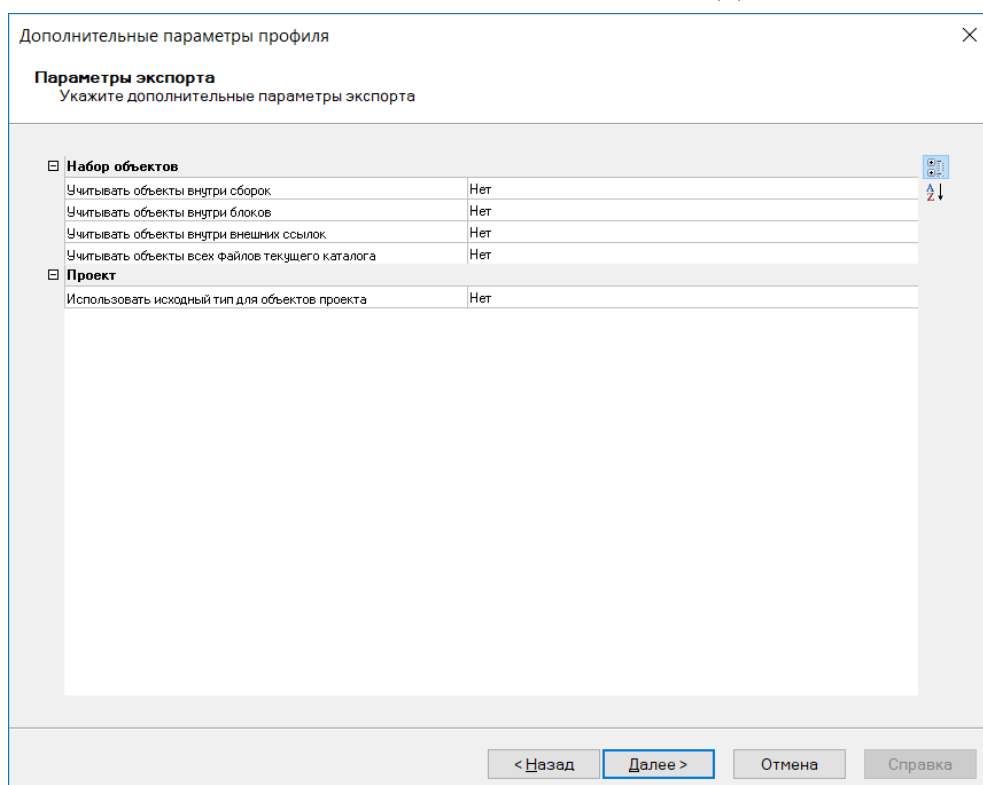 Дополнительные параметры профиля
Параметры экспорта
Укажите дополнительные параметры экспорта
Набор объектов
Учитывать объекты внутри сборок Нет
Учитывать объекты внутри блоков Нет
Учитывать объекты внутри внешних ссылок Нет
Учитывать объекты всех файлов текущего каталога Нет
Проект
Использовать исходный тип для объектов проекта Нет
< Назад Далее > Отмена Справка